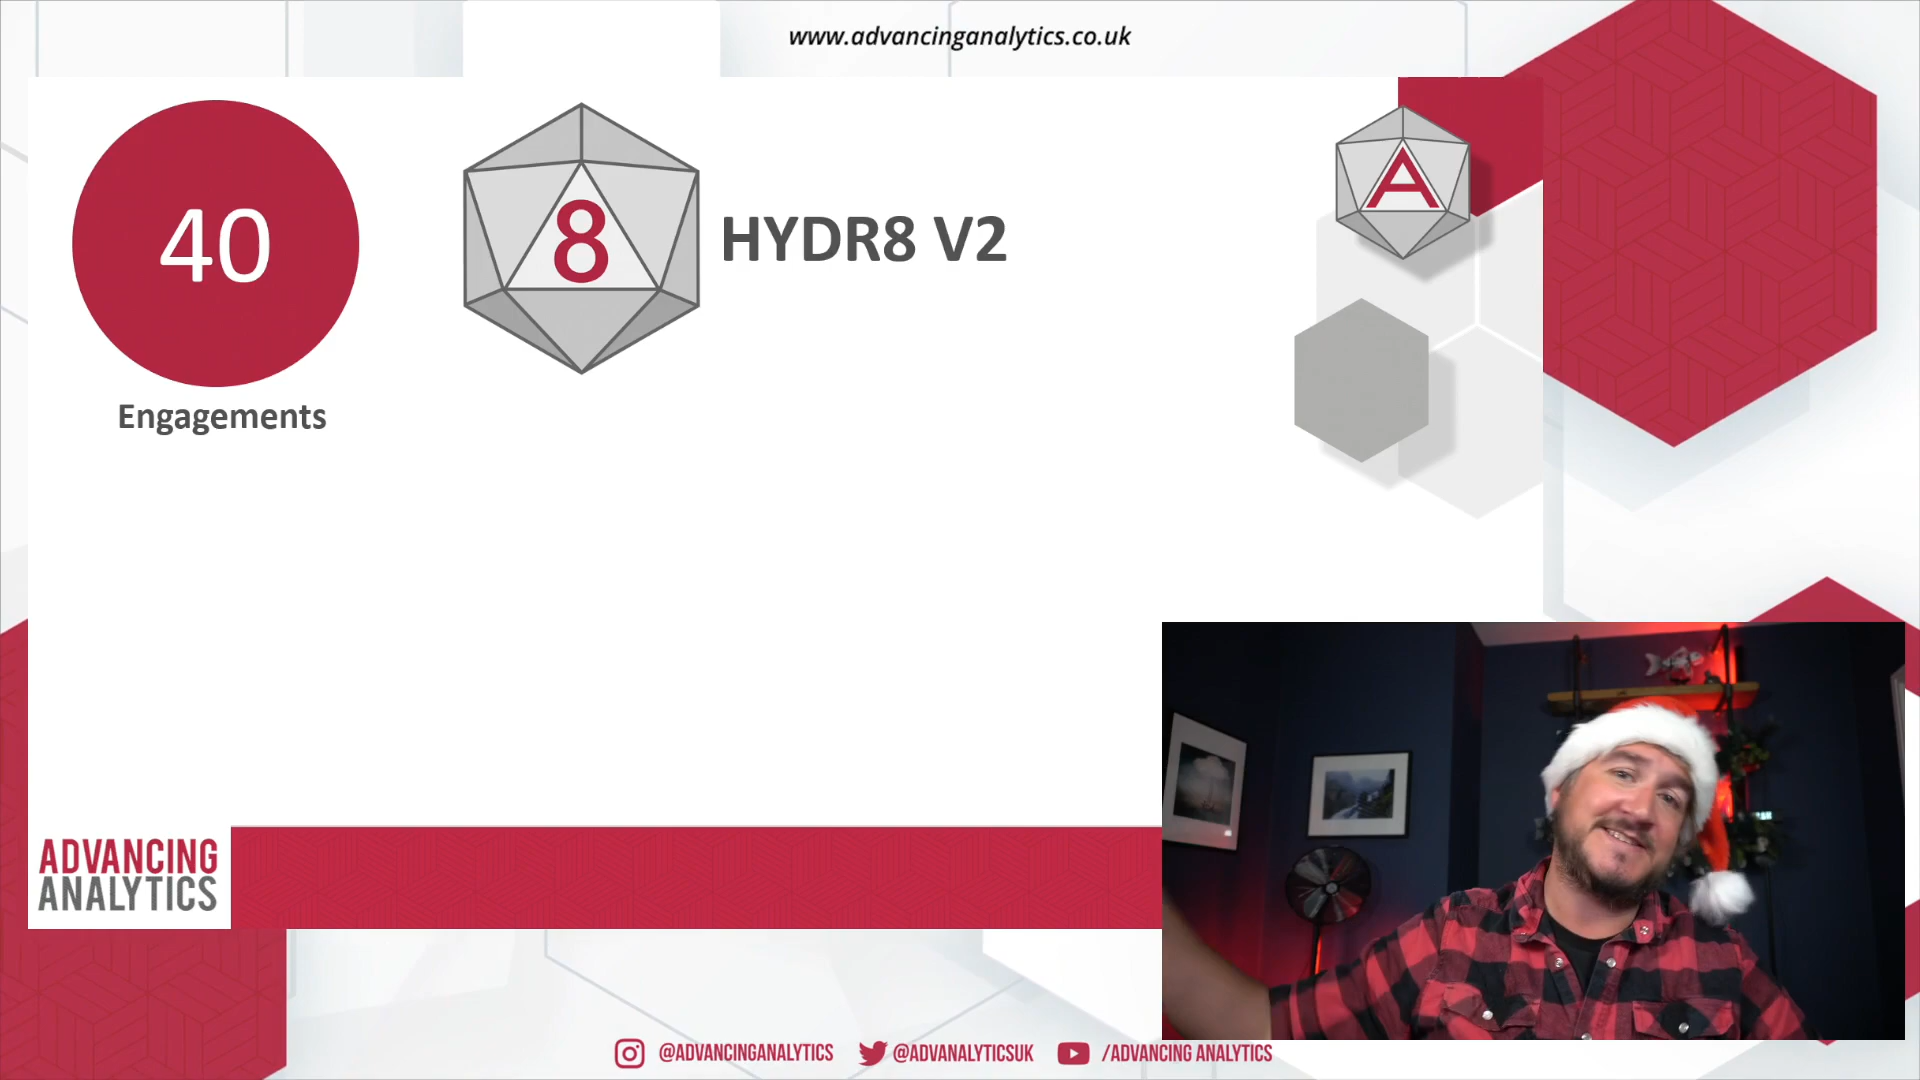 www.advancinganalytics.co.uk
40
Engagements
8
HYDR8 V2
A
ADVANCING
ANALYTICS
@ADVANCINGANALYTICS
@ADVANALYTICSUK
/ADVANCING ANALYTICS